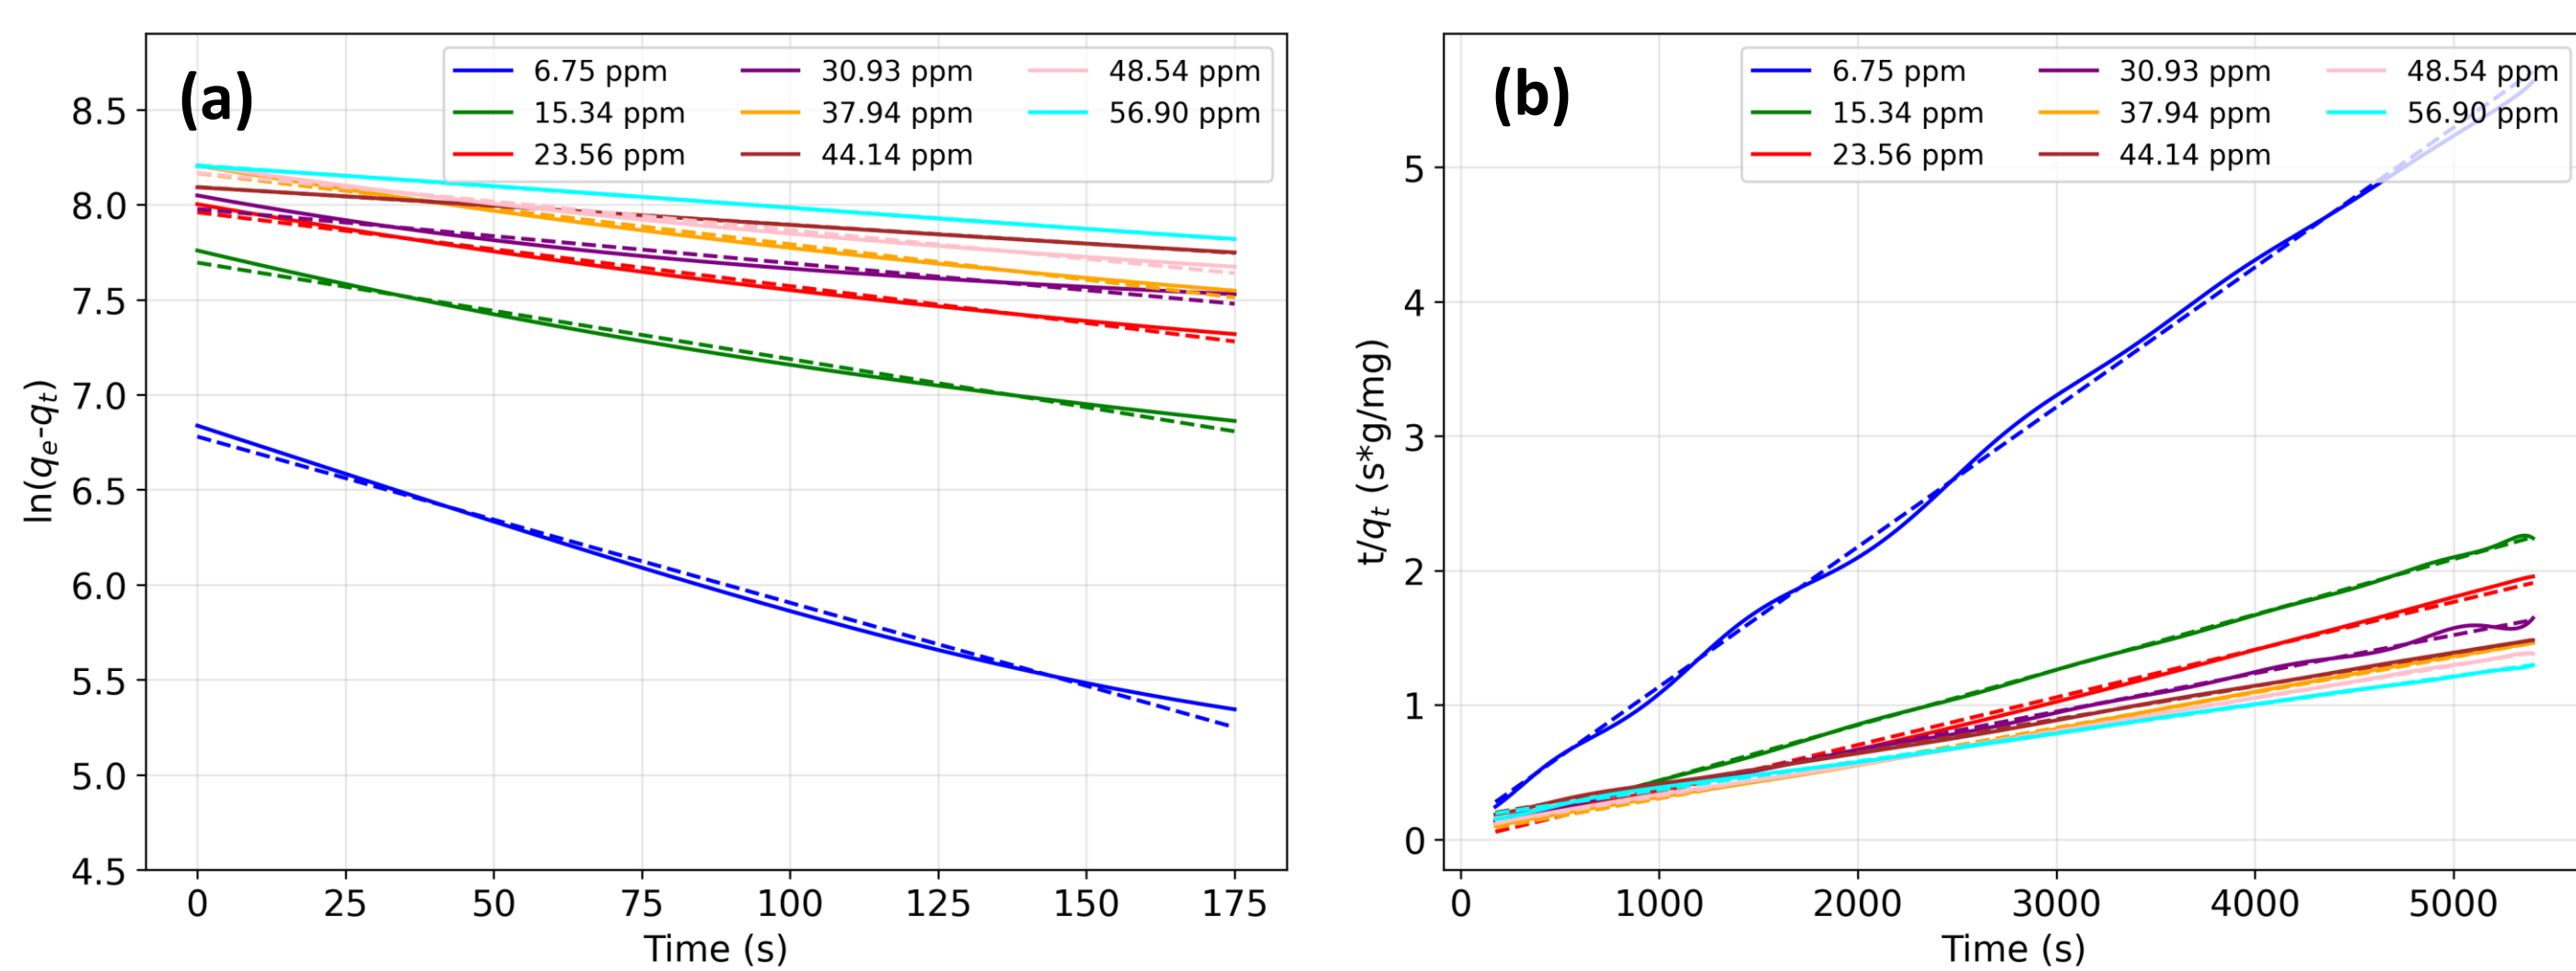 (a)
6.75 ppm
15.34 ppm
23.56 ppm
30.93 ppm
37.94 ppm
44.14 ppm
48.54 ppm
56.90 ppm
ln(qe-qt)
8.5
8.0
7.5
7.0
6.5
6.0
5.5
5.0
4.5
0 25 50 75 100 125 150 175
Time (s)
(b)
6.75 ppm
15.34 ppm
23.56 ppm
30.93 ppm
37.94 ppm
44.14 ppm
48.54 ppm
56.90 ppm
t/qt (s*g/mg)
5
4
3
2
1
0
0 1000 2000 3000 4000 5000
Time (s)